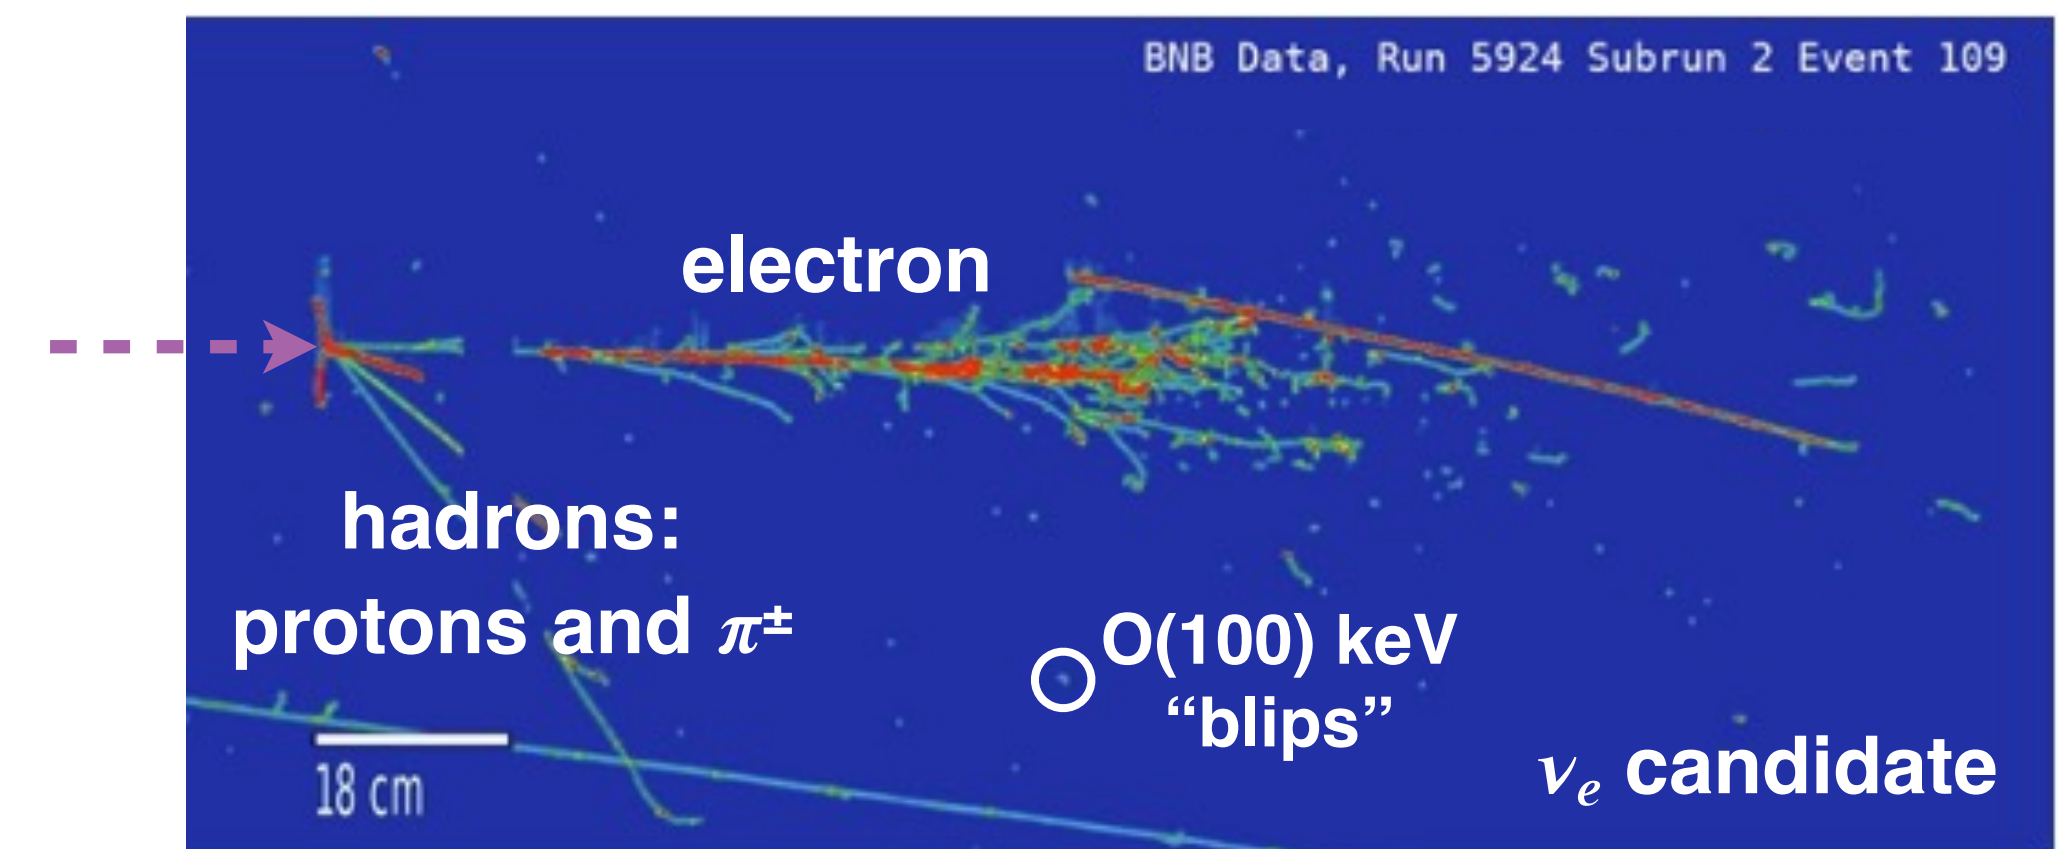 BNB Data, Run 5924 Subrun 2 Event 109
electron
hadrons:
protons and π±
O(100) keV
“blips”
νe candidate
18 cm